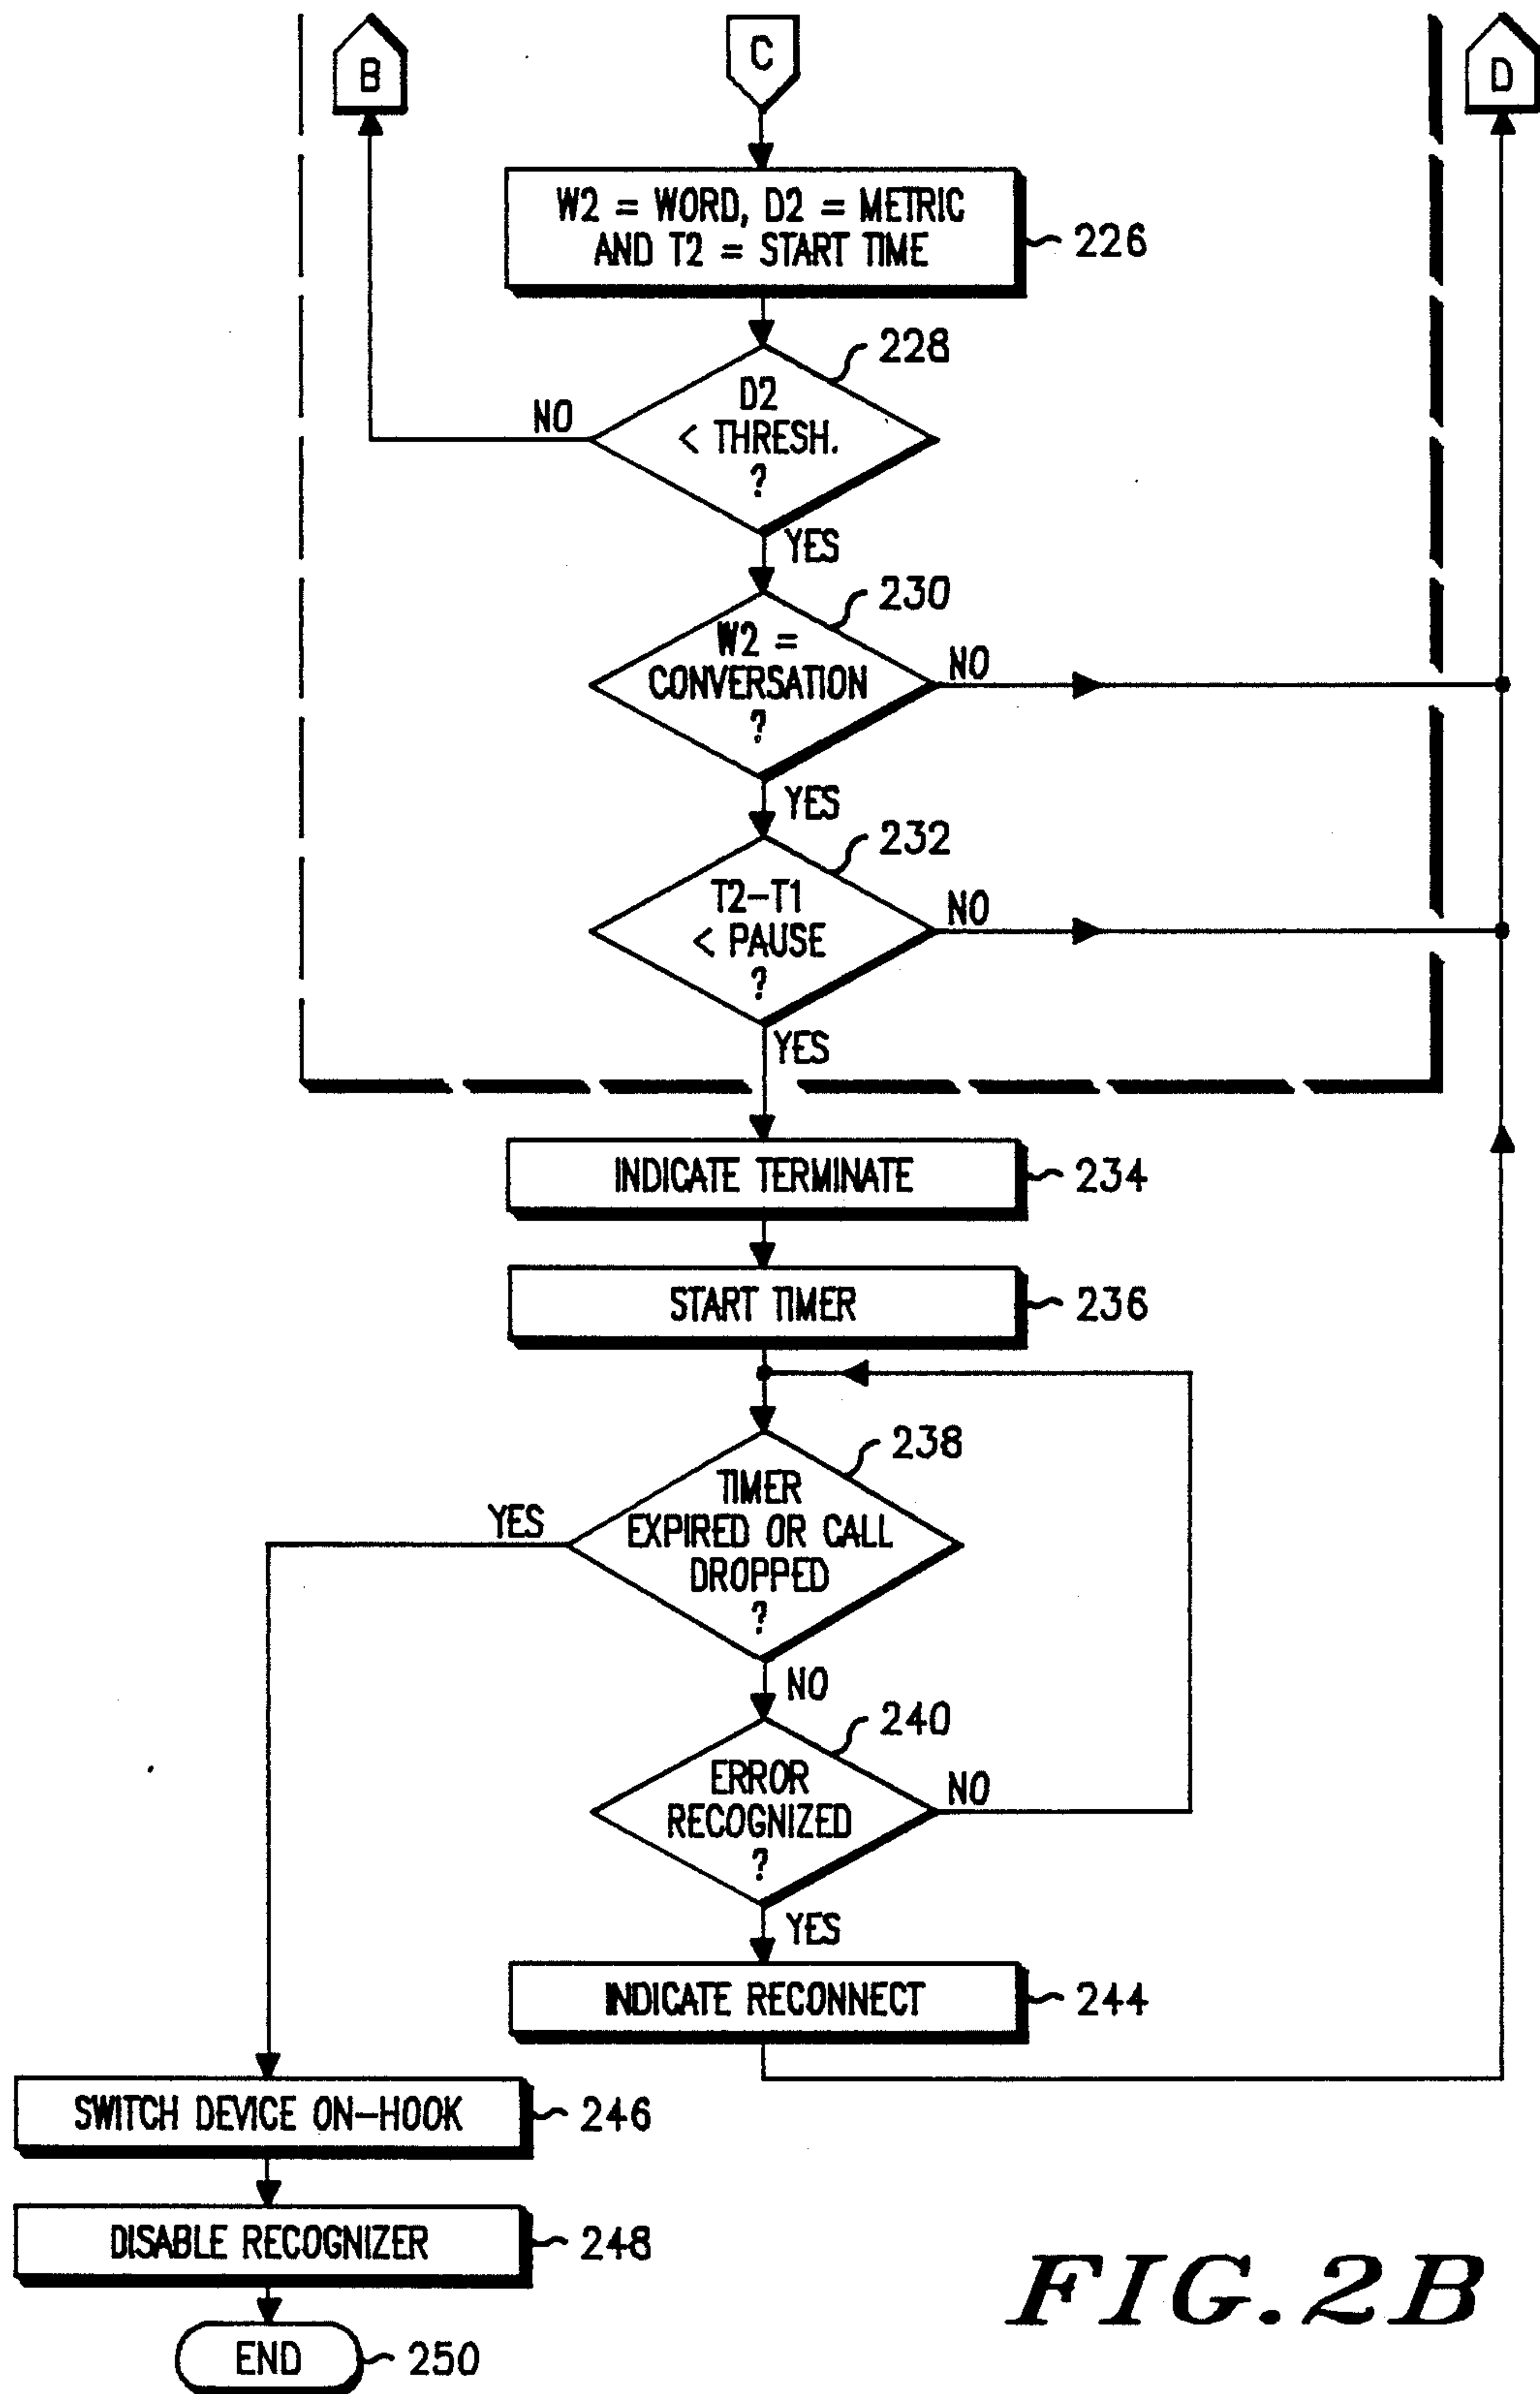 B
C
D
W2 = WORD, D2 = METRIC
AND T2 = START TIME
226
228
D2
< THRESH.
?
NO
YES
230
W2 =
CONVERSATION
?
NO
YES
232
T2-T1
< PAUSE
?
NO
YES
INDICATE TERMINATE
234
START TIMER
236
238
TIMER
EXPIRED OR CALL
DROPPED
?
YES
NO
240
ERROR
RECOGNIZED
?
NO
YES
INDICATE RECONNECT
244
SWITCH DEVICE ON-HOOK
246
DISABLE RECOGNIZER
248
END
250
FIG.2B